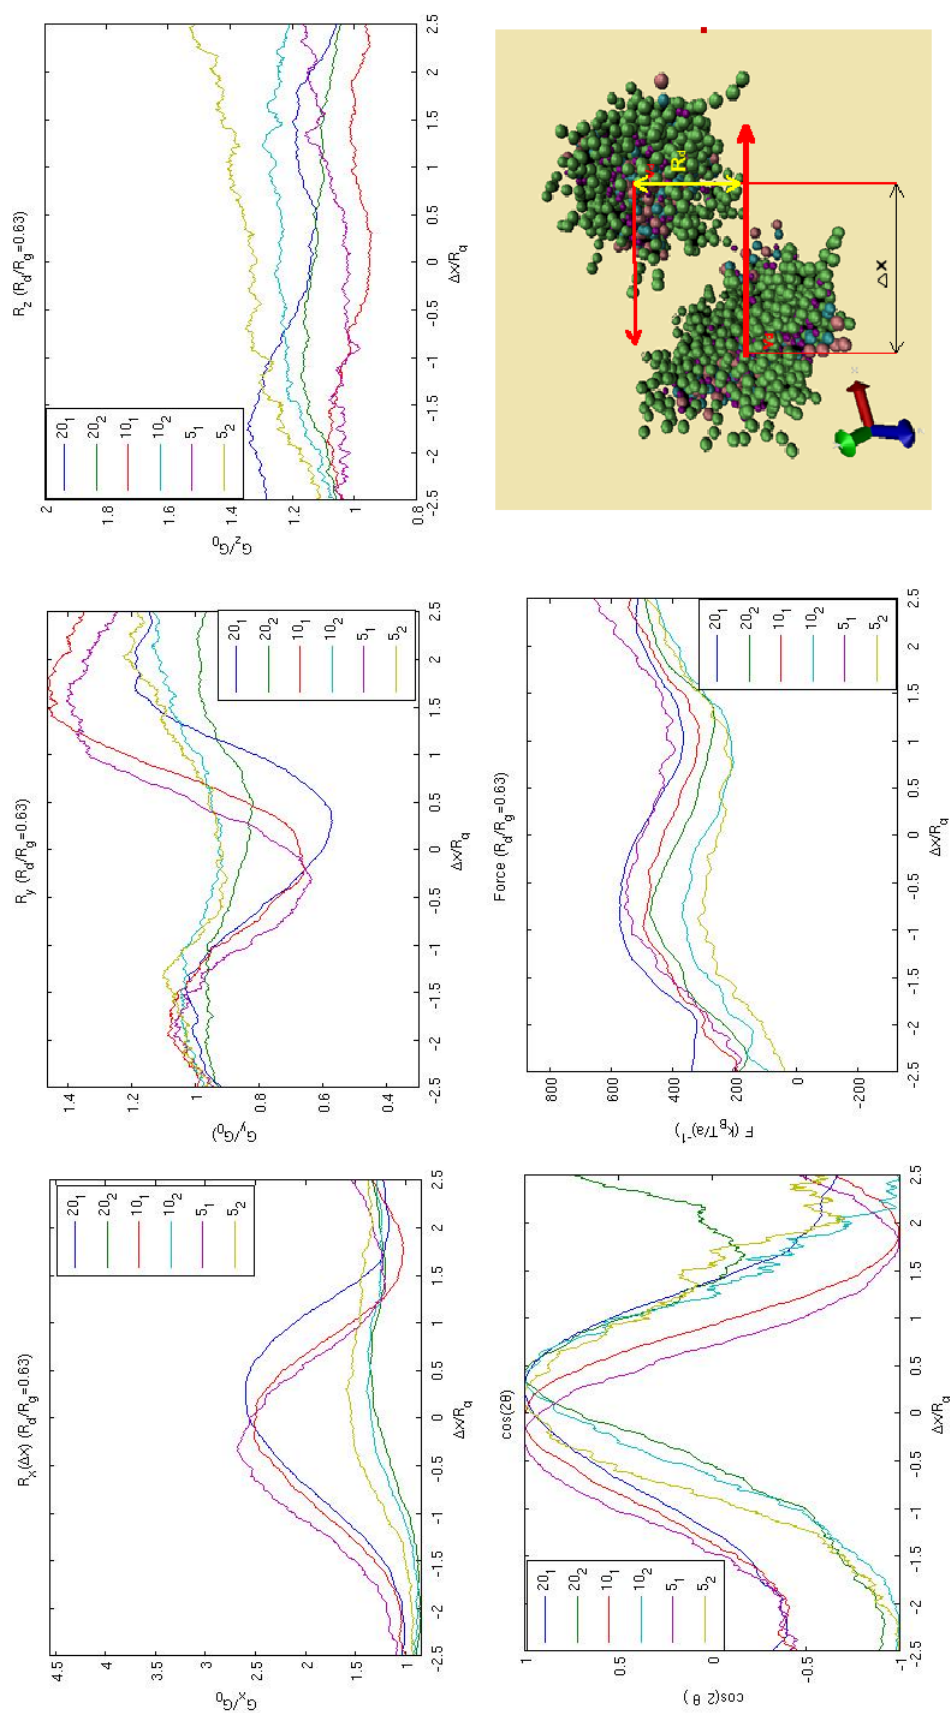 R_x(Δx) (R_d/R_g=0.63)
G_x/G_0
4.5
4
3.5
3
2.5
2
1.5
1
20_1
20_2
10_1
10_2
5_1
5_2
-2.5 -2 -1.5 -1 -0.5 0 0.5 1 1.5 2 2.5
Δx/R_g
R_y (R_d/R_g=0.63)
G_y/G_0)
1.4
1.2
1
0.8
0.6
0.4
20_1
20_2
10_1
10_2
5_1
5_2
-2.5 -2 -1.5 -1 -0.5 0 0.5 1 1.5 2 2.5
Δx/R_g
R_z (R_d/R_g=0.63)
G_z/G_0
2
1.8
1.6
1.4
1.2
1
0.8
20_1
20_2
10_1
10_2
5_1
5_2
-2.5 -2 -1.5 -1 -0.5 0 0.5 1 1.5 2 2.5
Δx/R_g
cos(2θ)
cos(2 θ )
1
0.5
0
-0.5
-1
20_1
20_2
10_1
10_2
5_1
5_2
-2.5 -2 -1.5 -1 -0.5 0 0.5 1 1.5 2 2.5
Δx/R_g
Force (R_d/R_g=0.63)
F (k_BT/a)^-1)
800
600
400
200
0
-200
20_1
20_2
10_1
10_2
5_1
5_2
-2.5 -2 -1.5 -1 -0.5 0 0.5 1 1.5 2 2.5
Δx/R_g
R_d
Δx